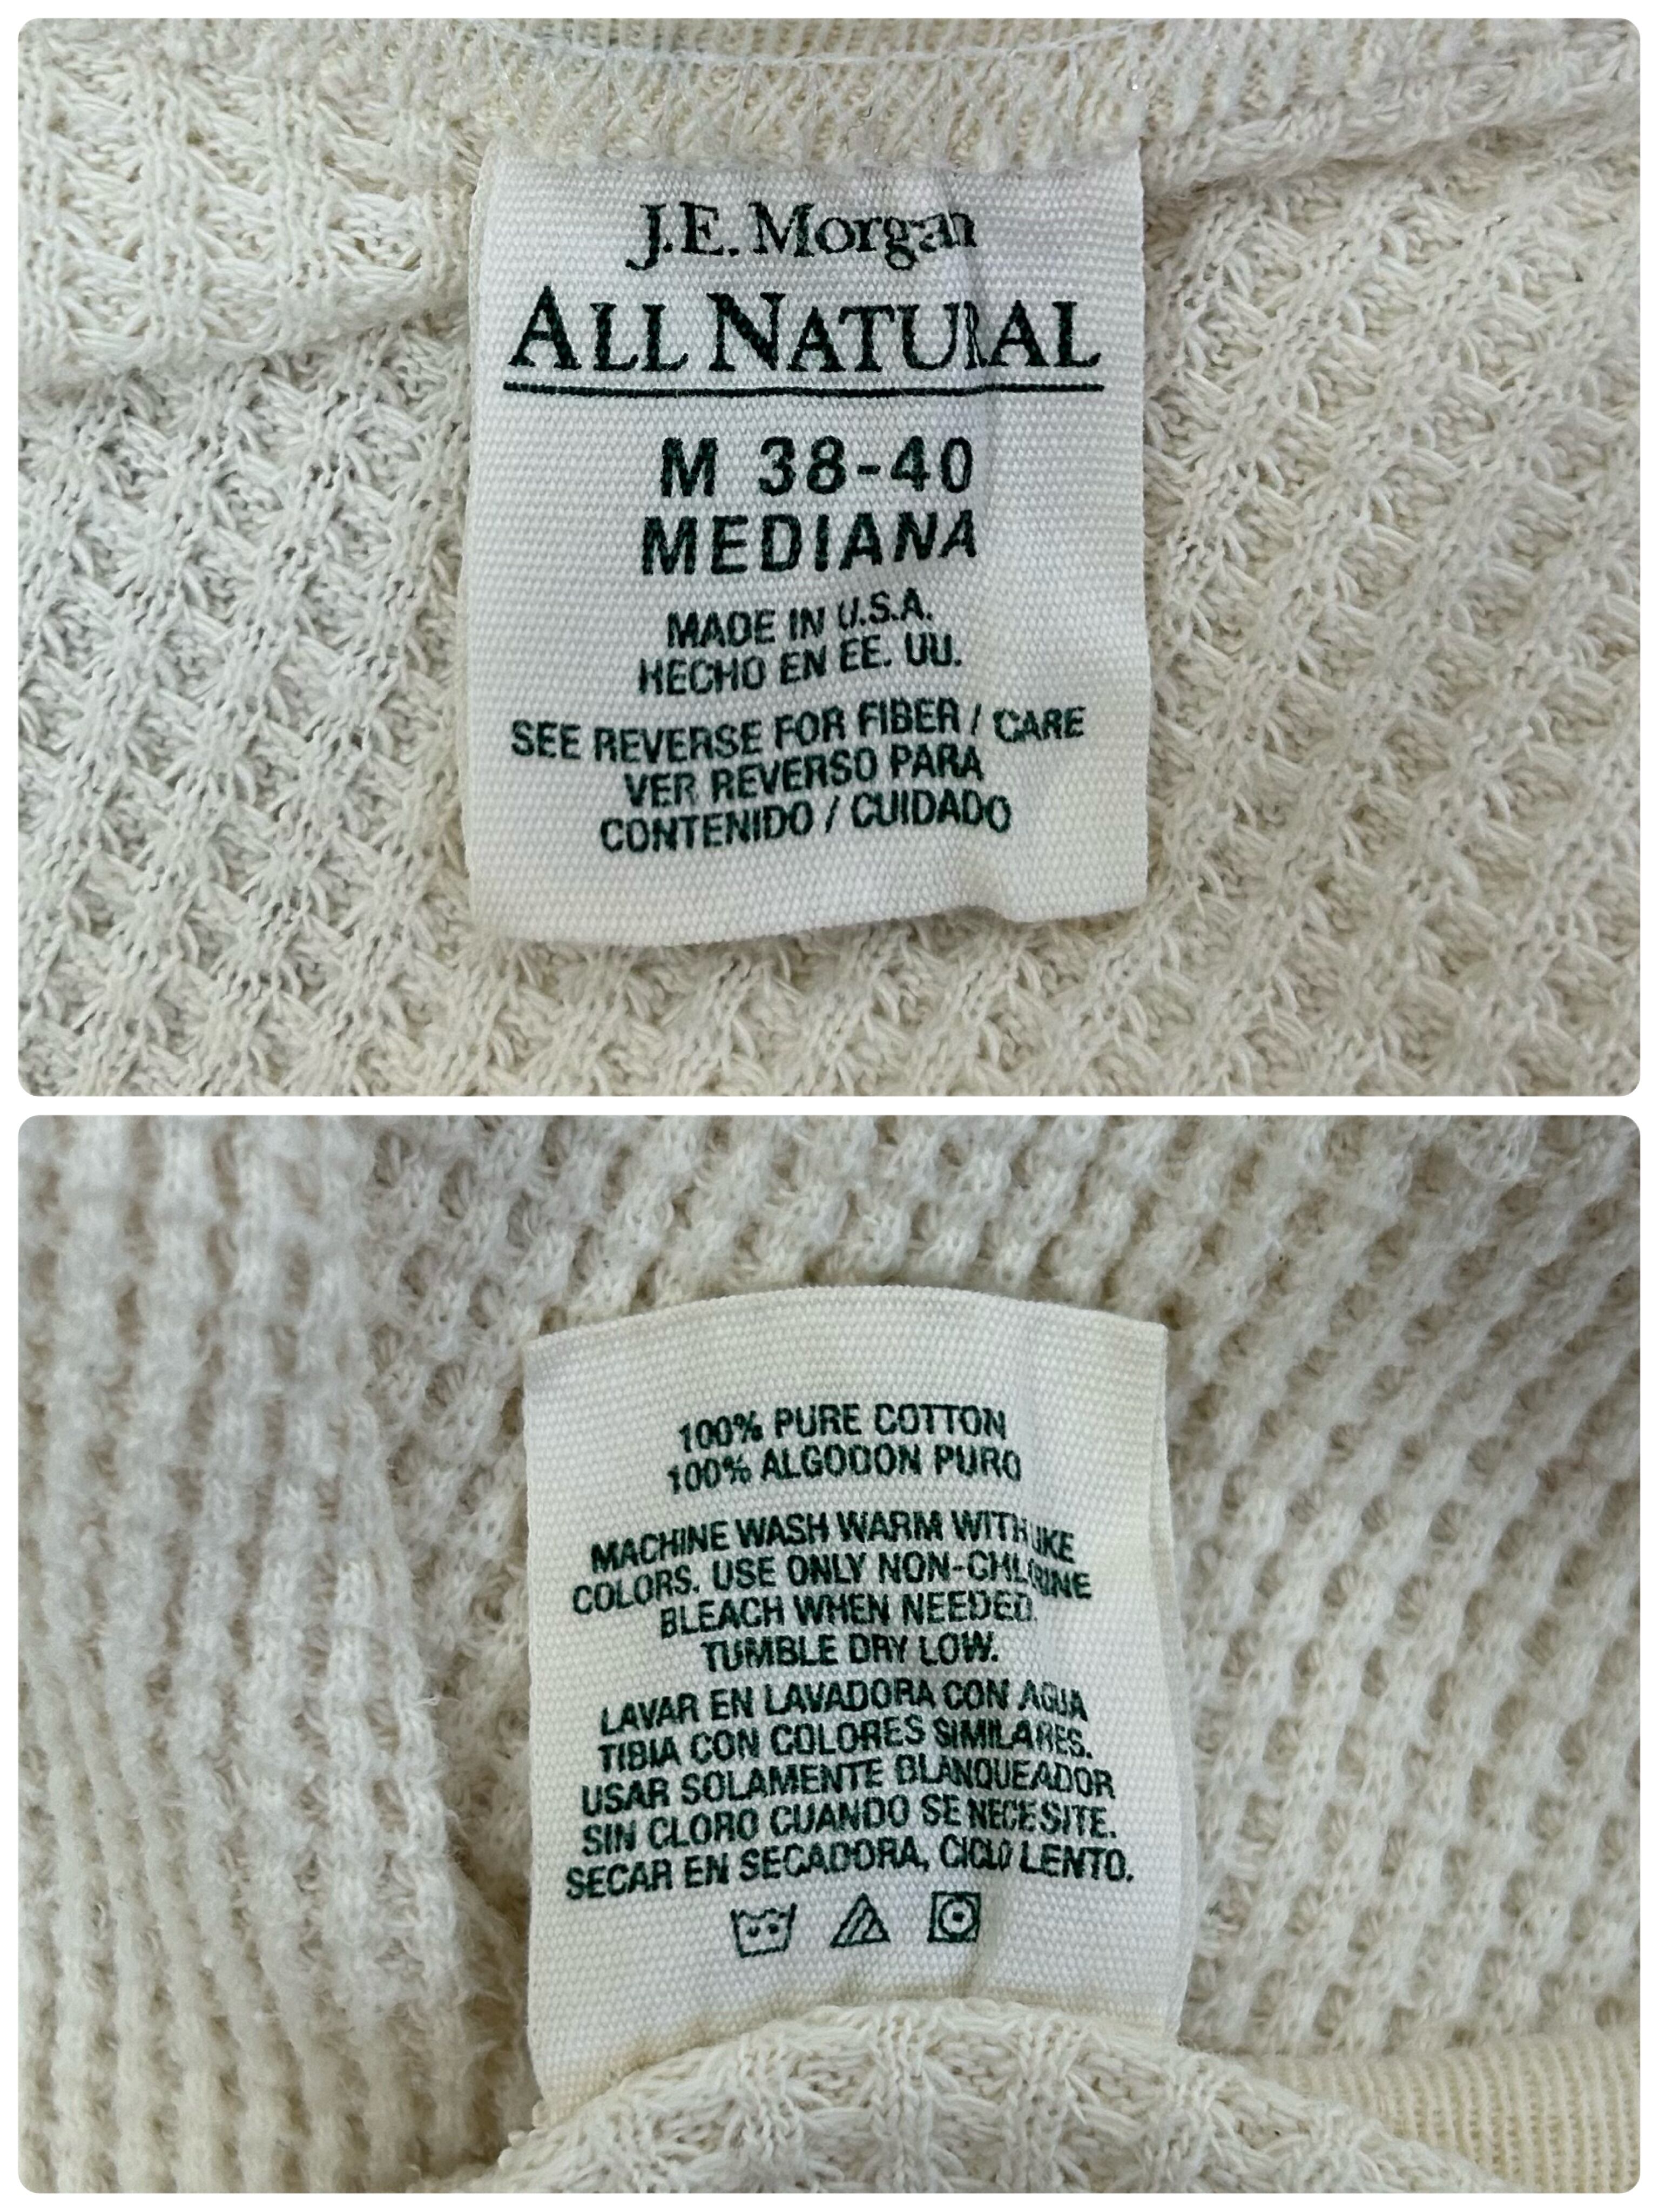 J.E. Morgan
ALL NATURAL
M 38-40
MEDIANA
MADE IN U.S.A.
HECHO EN EE. UU.
SEE REVERSE FOR FIBER / CARE
VER REVERSO PARA
CONTENIDO / CUIDADO
100% PURE COTTON
100% ALGODON PURO
MACHINE WASH WARM WITH LIKE
COLORS. USE ONLY NON-CHLORINE
BLEACH WHEN NEEDED.
TUMBLE DRY LOW.
LAVAR EN LAVADORA CON AGUA
TIBIA CON COLORES SIMILARES.
USAR SOLAMENTE BLANQUEADOR
SIN CLORO CUANDO SE NECESITE.
SECAR EN SECADORA, CICLO LENTO.